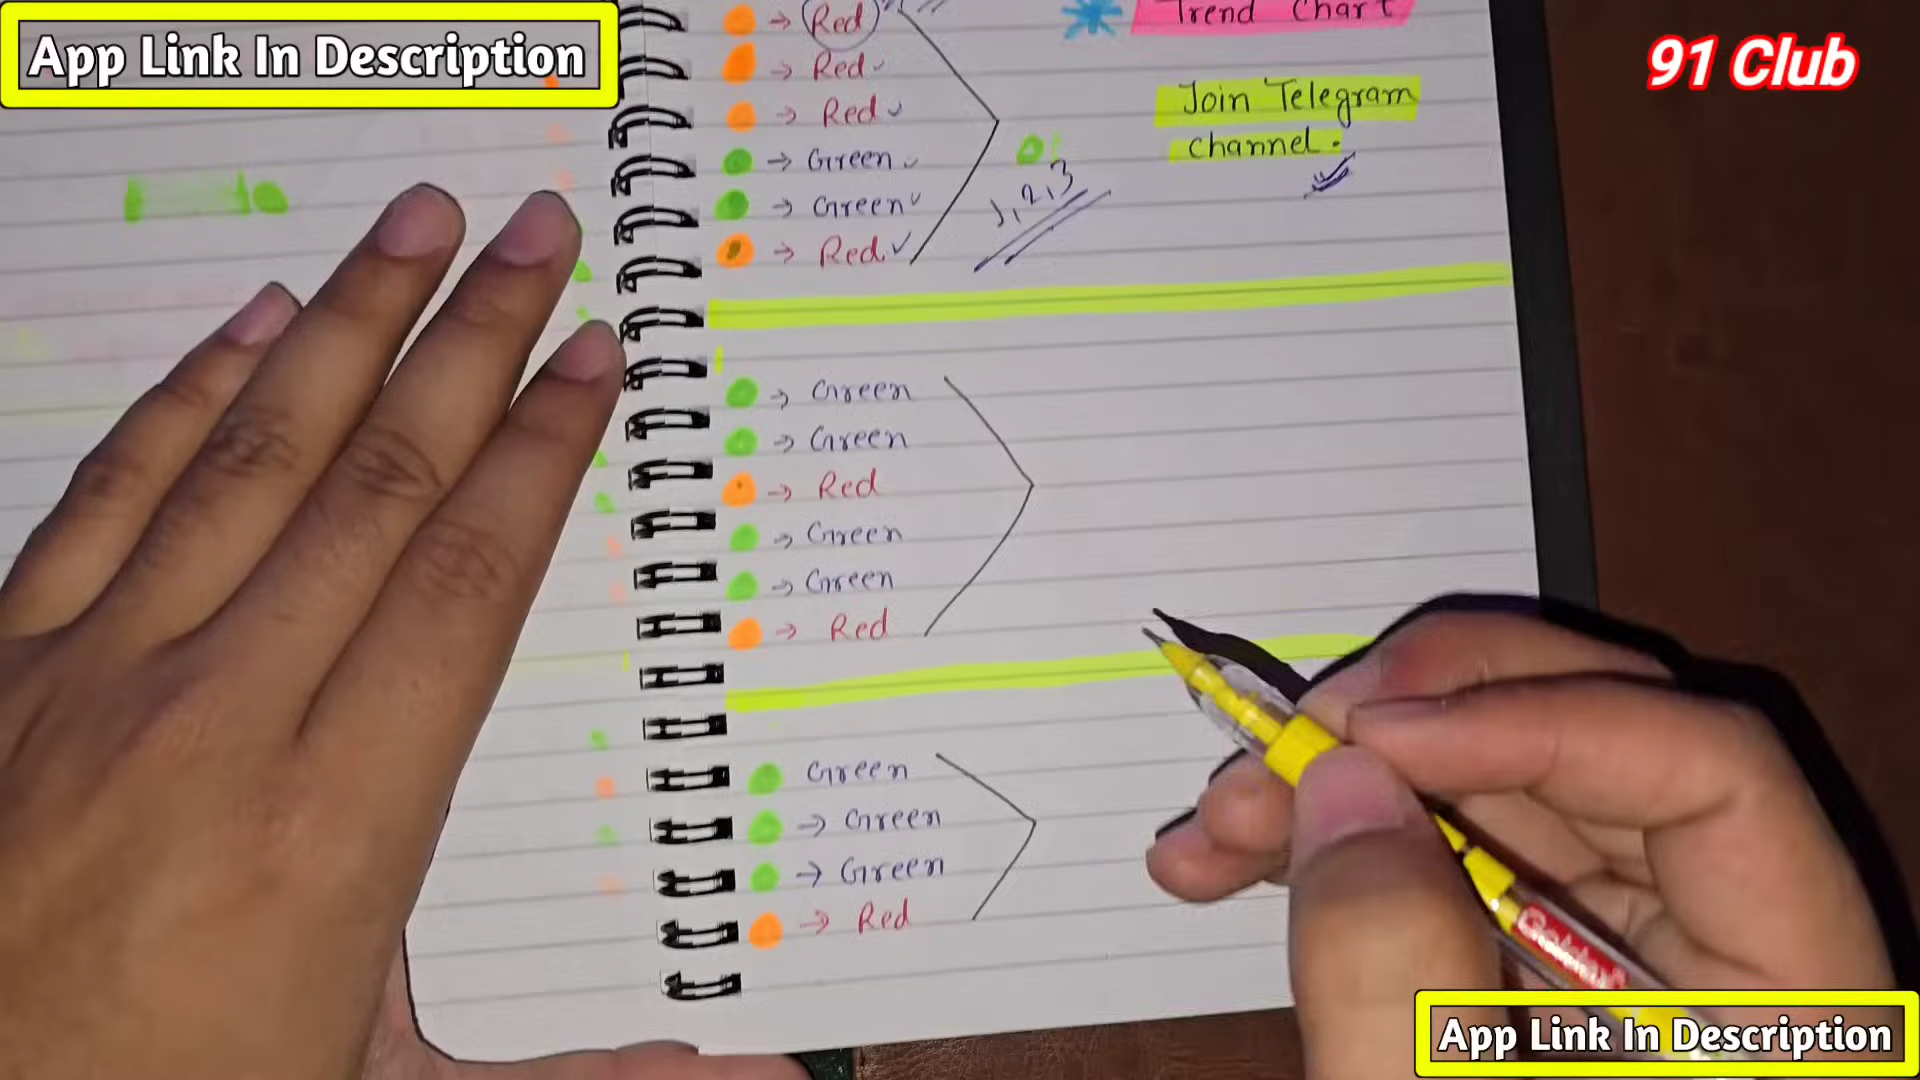 App Link In Description
91 Club
Trend Chart
Join Telegram
channel.
→ Red
→ Red
→ Red
→ Green
→ Green
→ Red
1, 2, 3
→ Green
→ Green
→ Red
→ Green
→ Green
→ Red
Green
→ Green
→ Green
→ Red
App Link In Description